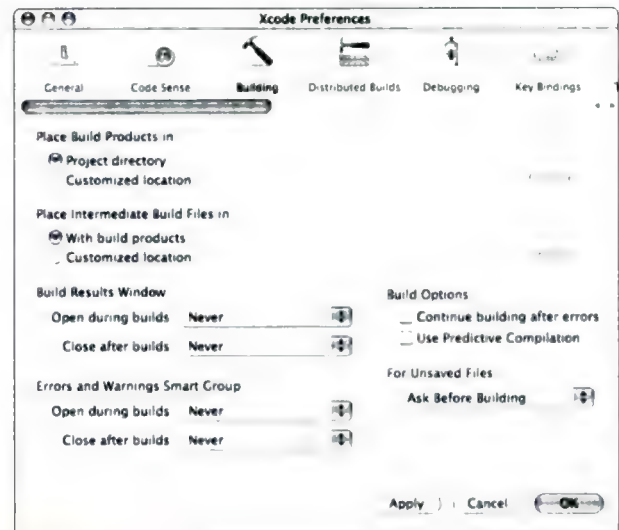 Xcode Preferences
General Code Sense Building Distributed Builds Debugging Key Bindings
Place Build Products in
Project directory
Customized location
Place Intermediate Build Files in
With build products
Customized location
Build Results Window
Open during builds Never
Close after builds Never
Errors and Warnings Smart Group
Open during builds Never
Close after builds Never
Build Options
Continue building after errors
Use Predictive Compilation
For Unsaved Files
Ask Before Building
Apply Cancel OK